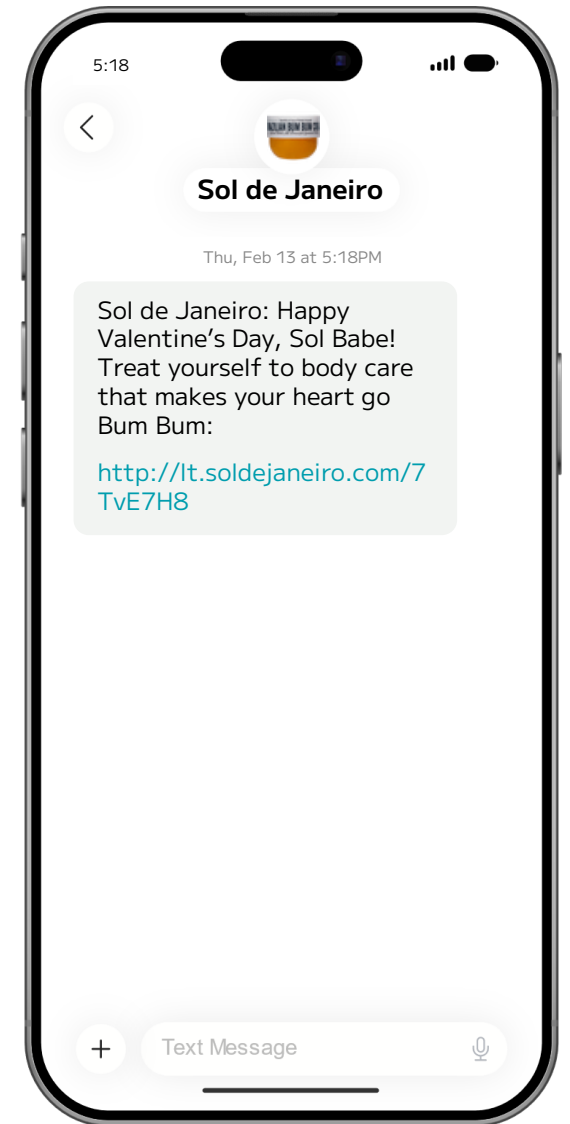 5:18
Sol de Janeiro
Thu, Feb 13 at 5:18PM
Sol de Janeiro: Happy
Valentine’s Day, Sol Babe!
Treat yourself to body care
that makes your heart go
Bum Bum:
http://lt.soldejaneiro.com/7
TvE7H8
Text Message